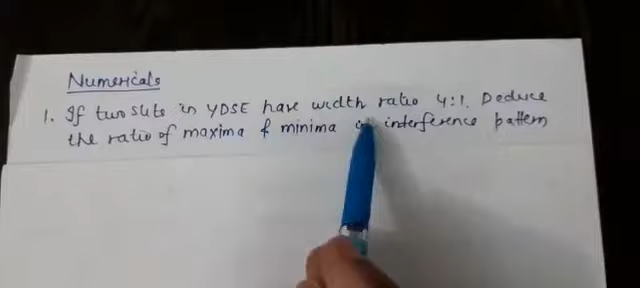 Numericals
1. If two slits in YDSE have width ratio 4:1. Deduce
the ratio of maxima & minima in interference pattern